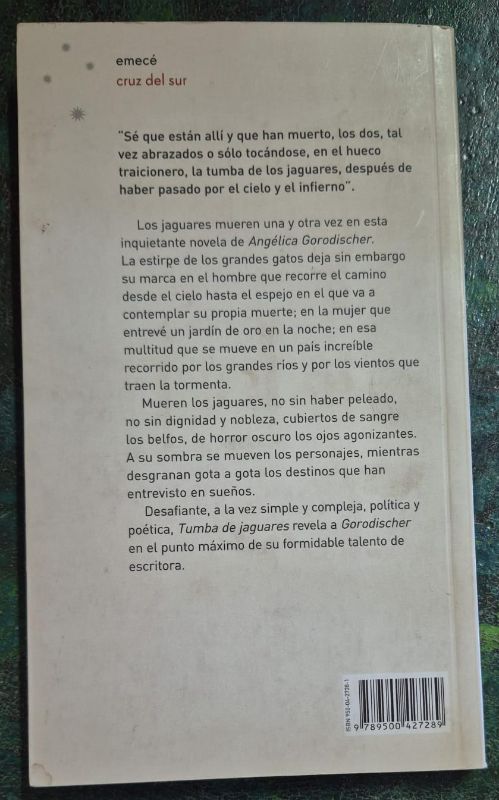 emecé
cruz del sur
"Sé que están allí y que han muerto, los dos, tal
vez abrazados o sólo tocándose, en el hueco
traicionero, la tumba de los jaguares, después de
haber pasado por el cielo y el infierno".
Los jaguares mueren una y otra vez en esta
inquietante novela de Angélica Gorodischer.
La estirpe de los grandes gatos deja sin embargo
su marca en el hombre que recorre el camino
desde el cielo hasta el espejo en el que va a
contemplar su propia muerte; en la mujer que
entrevé un jardín de oro en la noche; en esa
multitud que se mueve en un país increíble
recorrido por los grandes ríos y por los vientos que
traen la tormenta.
Mueren los jaguares, no sin haber peleado,
no sin dignidad y nobleza, cubiertos de sangre
los belfos, de horror oscuro los ojos agonizantes.
A su sombra se mueven los personajes, mientras
desgranan gota a gota los destinos que han
entrevisto en sueños.
Desafiante, a la vez simple y compleja, política y
poética, Tumba de jaguares revela a Gorodischer
en el punto máximo de su formidable talento de
escritora.
ISBN 950-04-2728-1
9 789500 427289